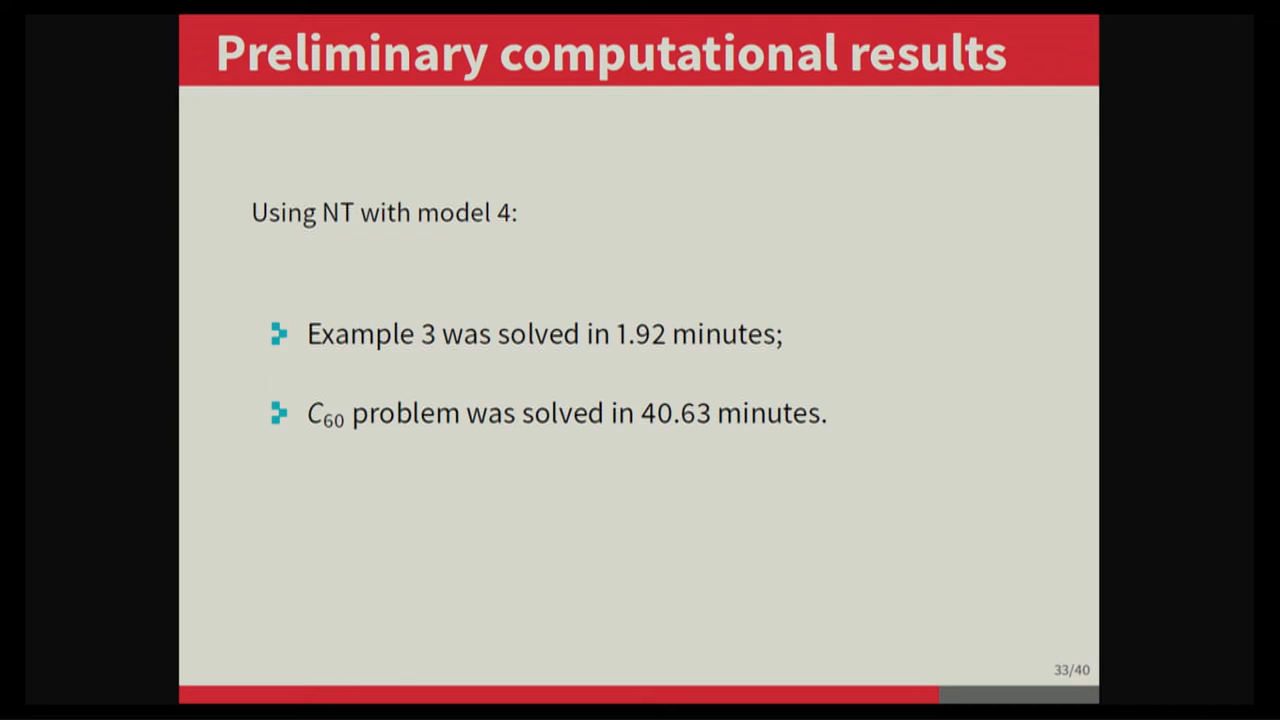 Preliminary computational results
Using NT with model 4:
Example 3 was solved in 1.92 minutes;
C₆₀ problem was solved in 40.63 minutes.
33/40